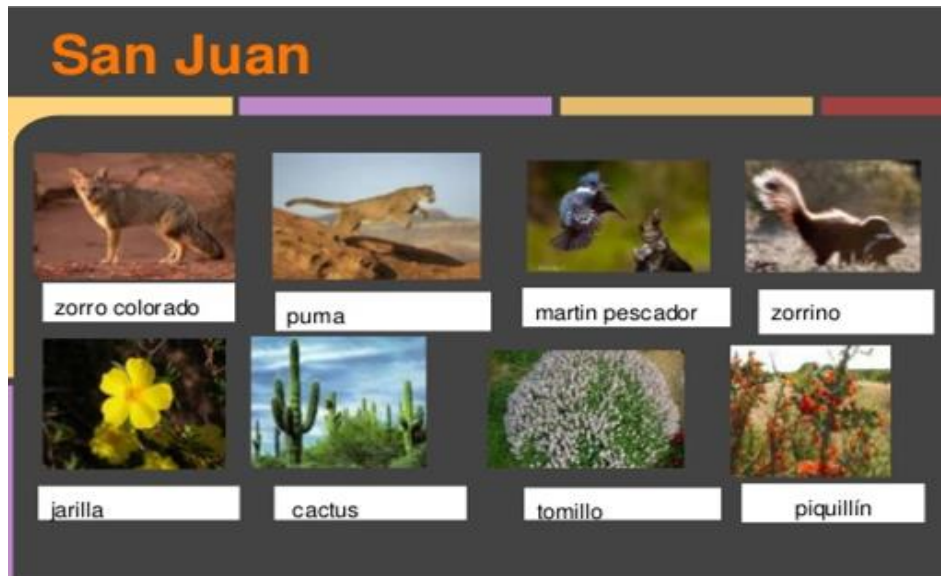 San Juan
zorro colorado
puma
martin pescador
zorrino
jarilla
cactus
tomillo
piquillín